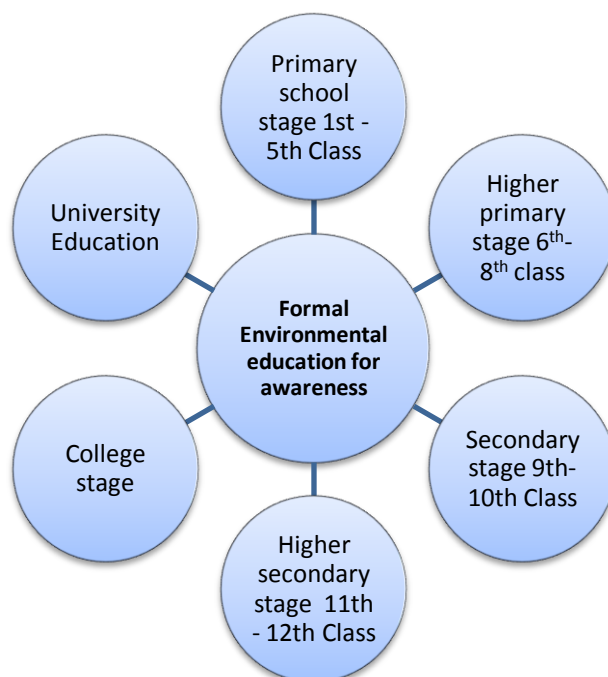 Primary
school
stage 1st -
5th Class
Higher
primary
stage 6th-
8th class
Secondary
stage 9th-
10th Class
Higher
secondary
stage 11th
- 12th Class
College
stage
University
Education
Formal
Environmental
education for
awareness